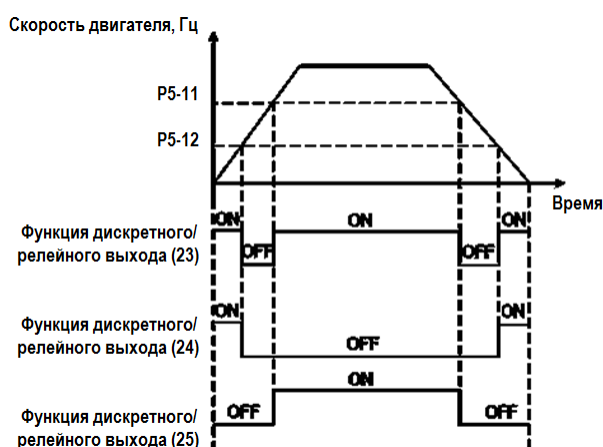 Скорость двигателя, Гц
P5-11
P5-12
Время
ON ON ON
Функция дискретного/
релейного выхода (23)
OFF OFF
ON ON
Функция дискретного/
релейного выхода (24)
OFF
ON
Функция дискретного/
релейного выхода (25)
OFF OFF